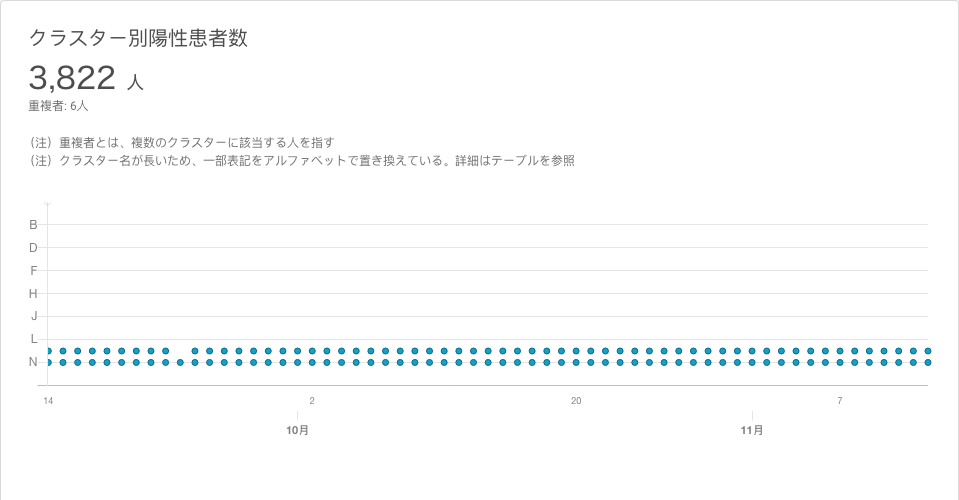 クラスター別陽性患者数
3,822 人
重複者: 6人
（注）重複者とは、複数のクラスターに該当する人を指す
（注）クラスター名が長いため、一部表記をアルファベットで置き換えている。詳細はテーブルを参照
B
D
F
H
J
L
N
14 2 20 7
10月 11月